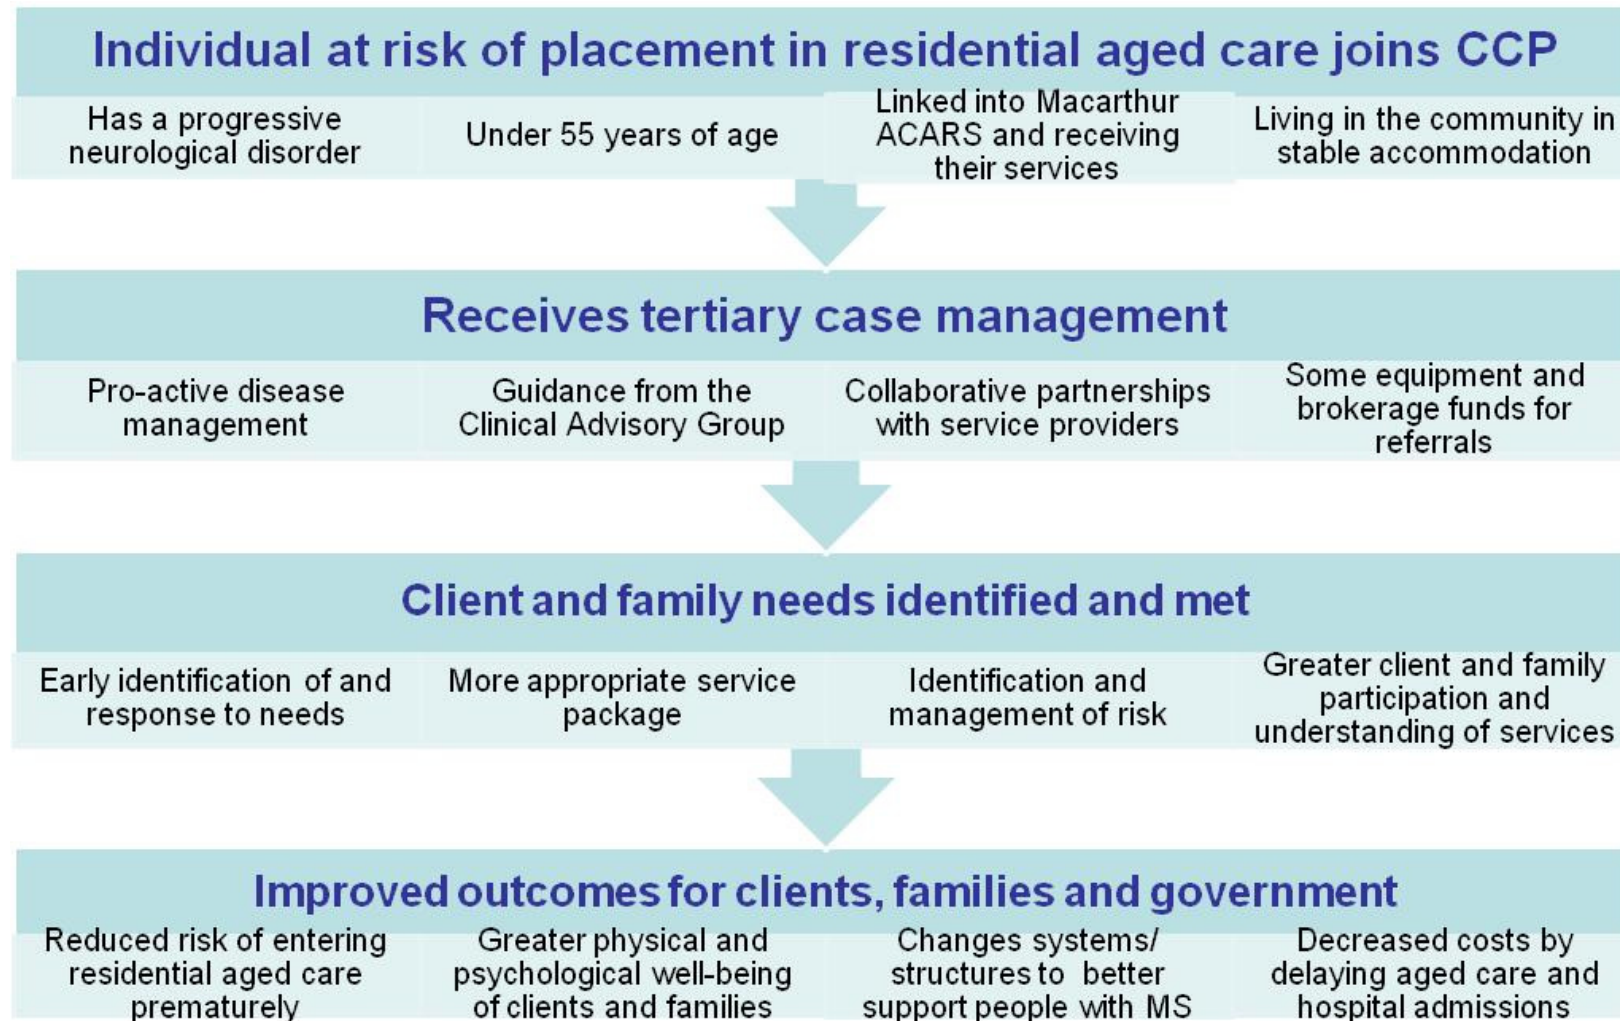 Individual at risk of placement in residential aged care joins CCP
Has a progressive
neurological disorder
Under 55 years of age
Linked into Macarthur
ACARS and receiving
their services
Living in the community in
stable accommodation
Receives tertiary case management
Pro-active disease
management
Guidance from the
Clinical Advisory Group
Collaborative partnerships
with service providers
Some equipment and
brokerage funds for
referrals
Client and family needs identified and met
Early identification of and
response to needs
More appropriate service
package
Identification and
management of risk
Greater client and family
participation and
understanding of services
Improved outcomes for clients, families and government
Reduced risk of entering
residential aged care
prematurely
Greater physical and
psychological well-being
of clients and families
Changes systems/
structures to better
support people with MS
Decreased costs by
delaying aged care and
hospital admissions